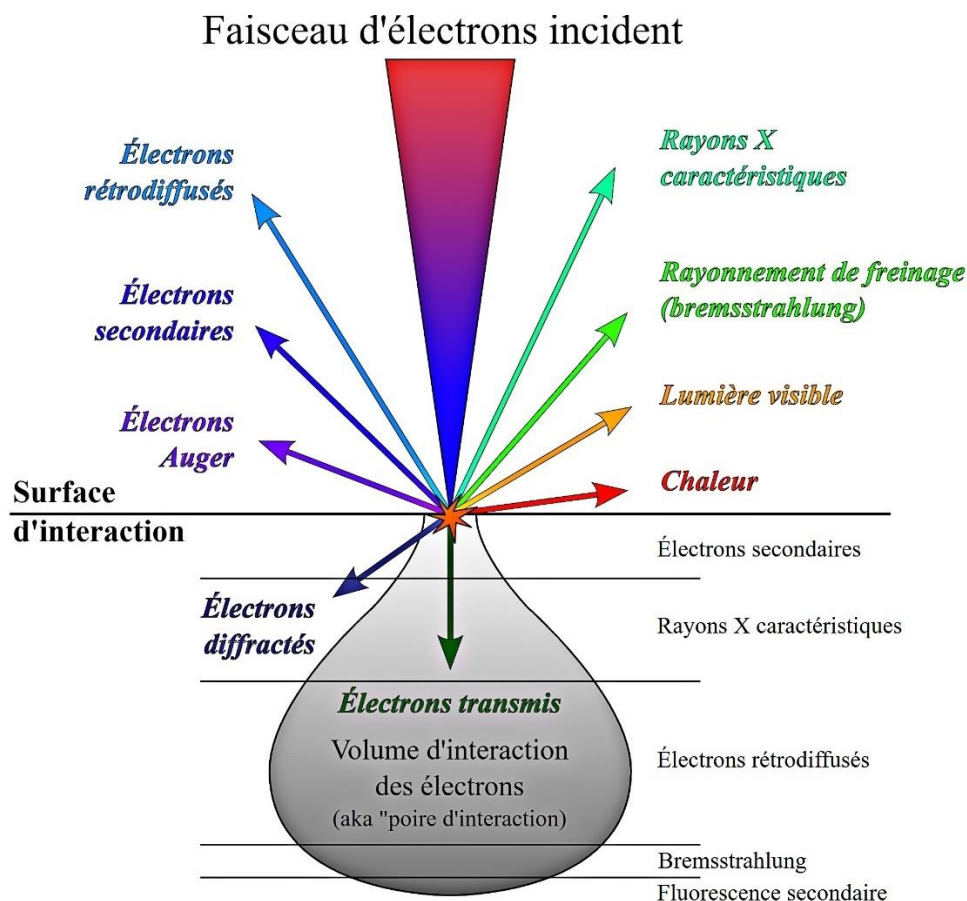 Faisceau d'électrons incident
Électrons
rétrodiffusés
Rayons X
caractéristiques
Électrons
secondaires
Rayonnement de freinage
(bremsstrahlung)
Électrons
Auger
Lumière visible
Chaleur
Surface
d'interaction
Électrons secondaires
Électrons
diffractés
Rayons X caractéristiques
Électrons transmis
Volume d'interaction
des électrons
(aka "poire d'interaction)
Électrons rétrodiffusés
Bremsstrahlung
Fluorescence secondaire